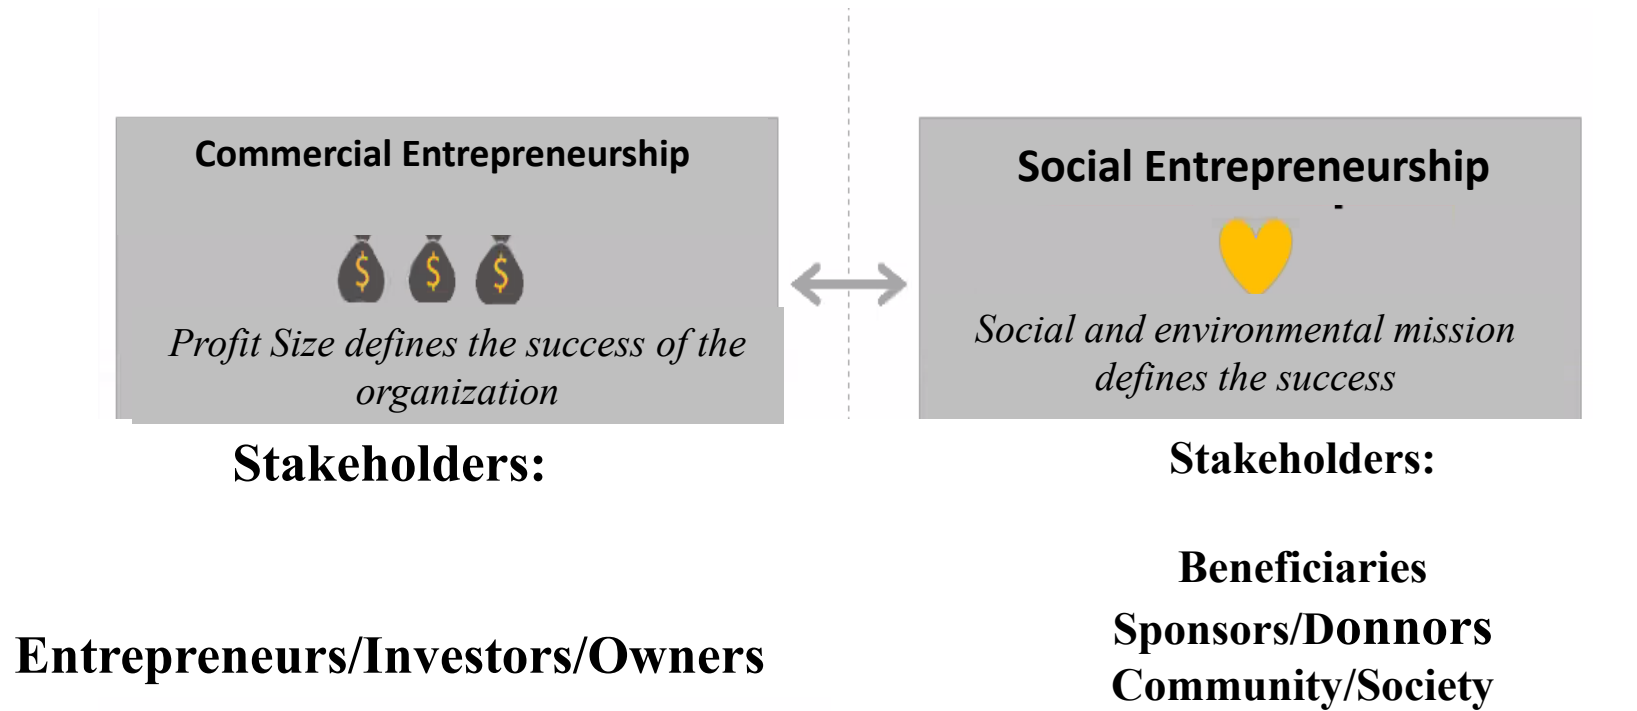 Commercial Entrepreneurship
$ $ $
Profit Size defines the success of the
organization
Stakeholders:
Entrepreneurs/Investors/Owners
Social Entrepreneurship
-
Social and environmental mission
defines the success
Stakeholders:
Beneficiaries
Sponsors/Donnors
Community/Society